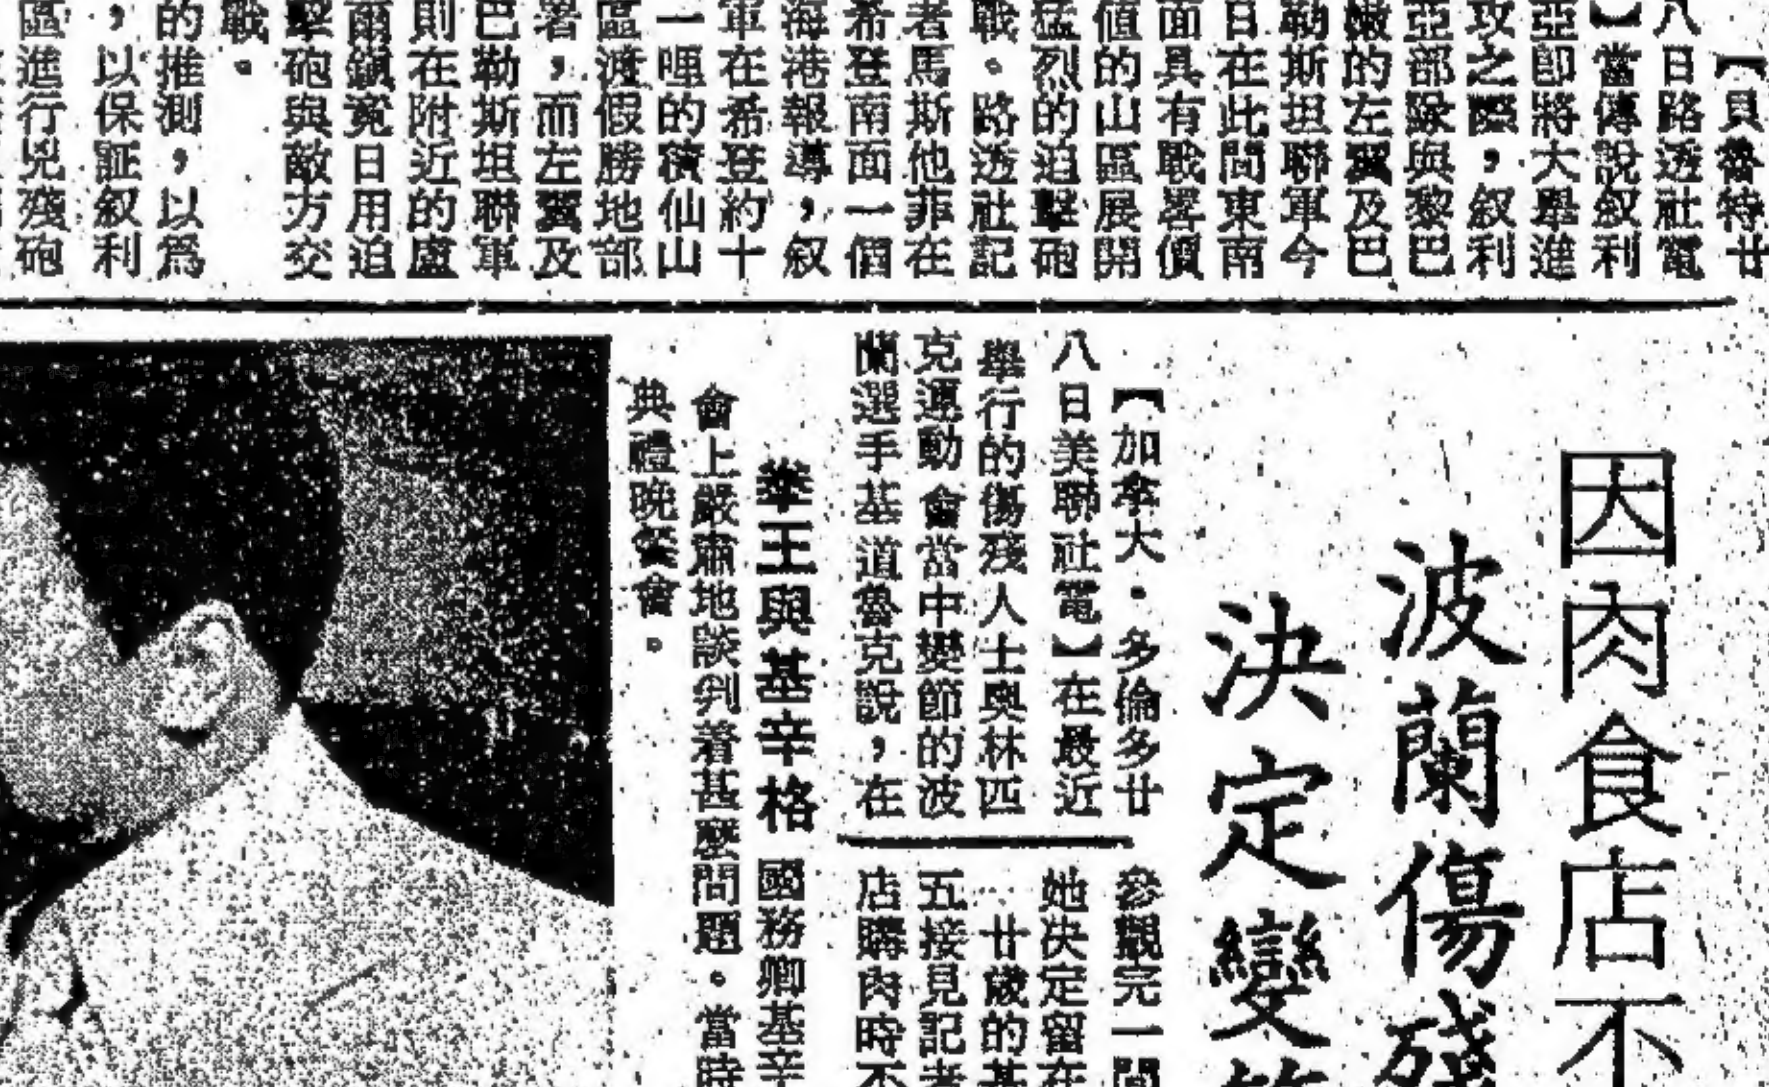 【貝魯特廿
八日路透社電
】當傳說叙利
亞即將大舉進
攻之際，叙利
亞部隊與黎巴
嫩的左翼及巴
勒斯坦聯軍今
日在此間東南
面具有戰畧價
值的山區展開
猛烈的迫擊砲
戰。路透社記
者馬斯他菲在
希登南面一個
海港報導，叙
軍在希登約十
一哩的積仙山
區渡假勝地部
署，而左翼及
巴勒斯坦聯軍
則在附近的盧
爾鎮竟日用迫
擊砲與敵方交
戰。
的推測，以爲
，以保証叙利
區進行兇殘砲
因肉食店不
波蘭傷殘
決定變
【加拿大·多倫多廿
八日美聯社電】在最近
舉行的傷殘人士奧林匹
克運動會當中變節的波
蘭選手基道魯克說，在
參觀完一間
她決定留在
廿歲的基
五接見記者
店購肉時不
拳王與基辛格 國務卿基辛
會上嚴肅地談判着甚麼問題。當時
典禮晚餐會。